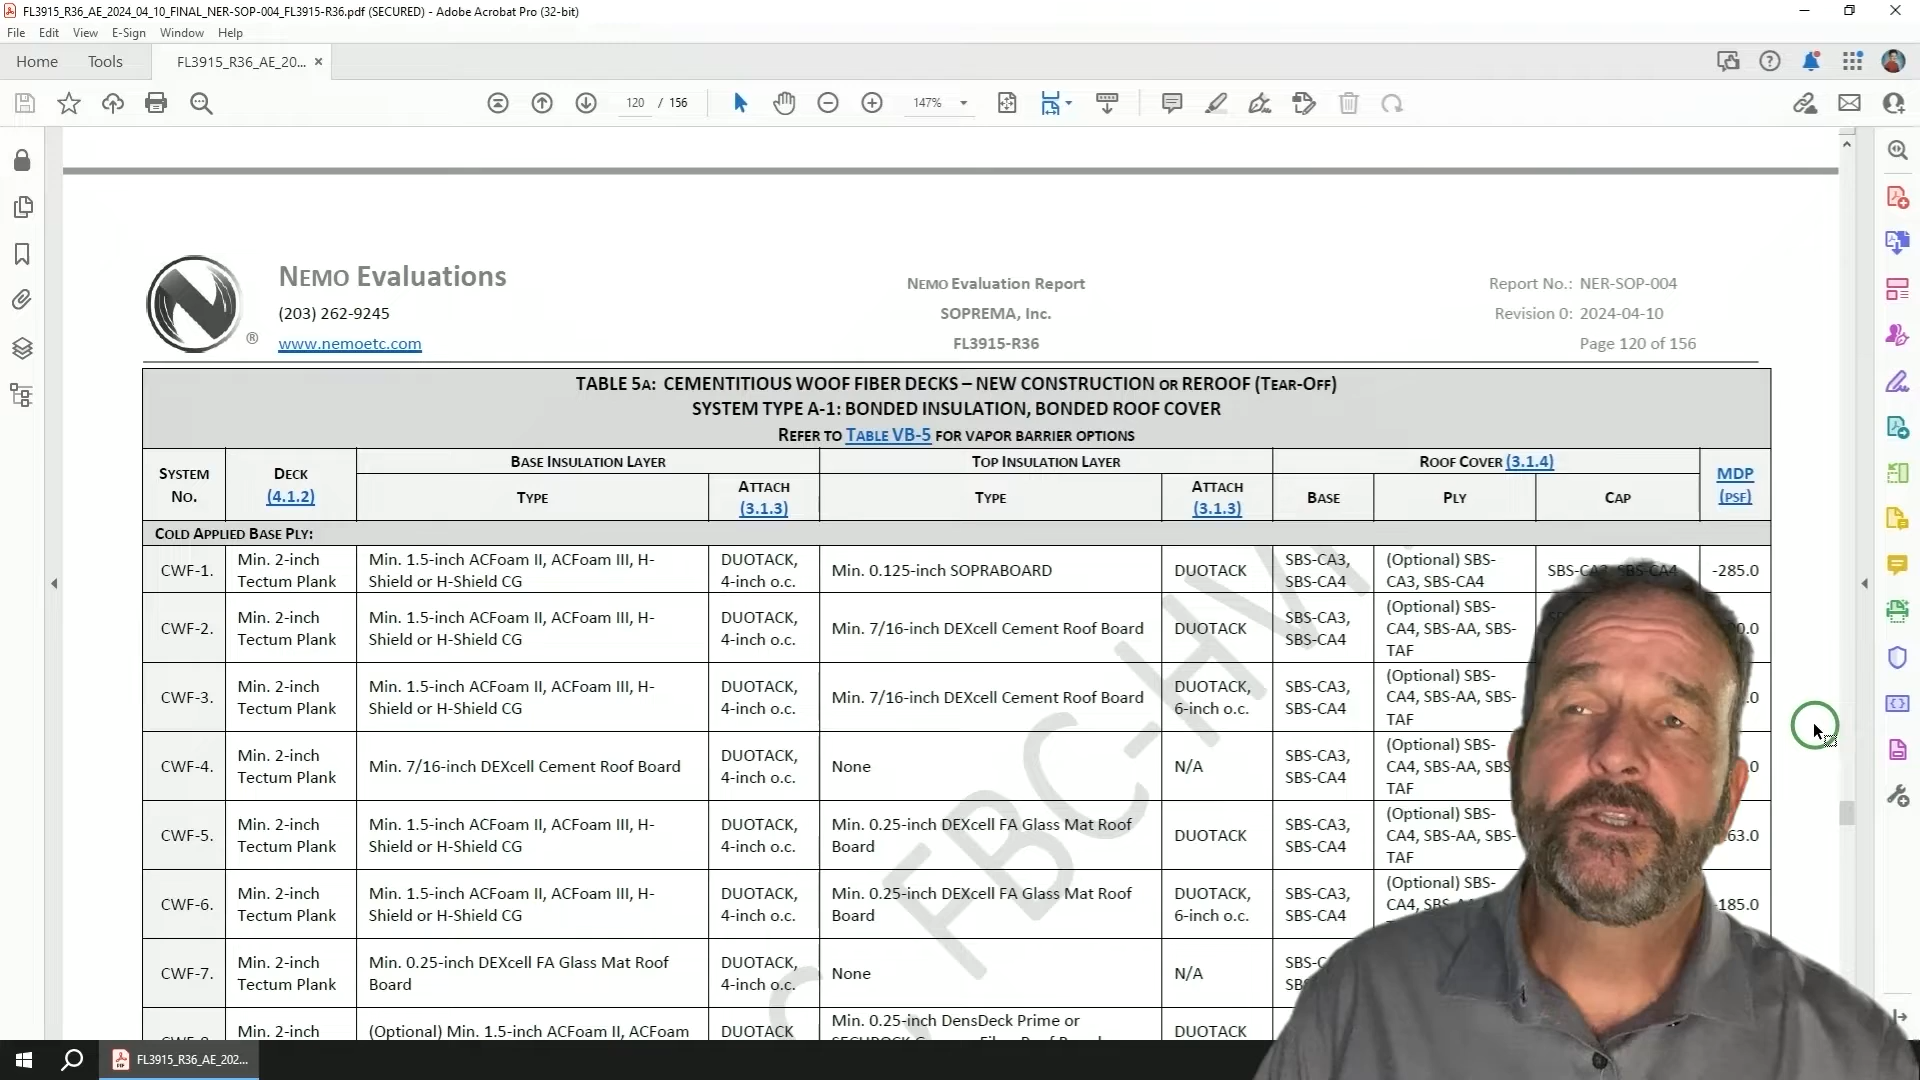 FL3915_R36_AE_2024_04_10_FINAL_NER-SOP-004_FL3915-R36.pdf (SECURED) - Adobe Acrobat Pro (32-bit)
File Edit View E-Sign Window Help
Home Tools FL3915_R36_AE_20... ×
120 / 156 147%
NEMO Evaluations
(203) 262-9245
www.nemoetc.com
®
NEMO Evaluation Report
SOPREMA, Inc.
FL3915-R36
Report No.: NER-SOP-004
Revision 0: 2024-04-10
Page 120 of 156
TABLE 5A: CEMENTITIOUS WOOF FIBER DECKS – NEW CONSTRUCTION OR REROOF (TEAR-OFF)
SYSTEM TYPE A-1: BONDED INSULATION, BONDED ROOF COVER
REFER TO TABLE VB-5 FOR VAPOR BARRIER OPTIONS
SYSTEM NO. DECK (4.1.2) BASE INSULATION LAYER TOP INSULATION LAYER ROOF COVER (3.1.4) MDP (PSF)
TYPE ATTACH (3.1.3) TYPE ATTACH (3.1.3) BASE PLY CAP
COLD APPLIED BASE PLY:
CWF-1. Min. 2-inch Tectum Plank Min. 1.5-inch ACFoam II, ACFoam III, H-Shield or H-Shield CG DUOTACK, 4-inch o.c. Min. 0.125-inch SOPRABOARD DUOTACK SBS-CA3, SBS-CA4 (Optional) SBS-CA3, SBS-CA4 SBS-CA3, SBS-CA4 -285.0
CWF-2. Min. 2-inch Tectum Plank Min. 1.5-inch ACFoam II, ACFoam III, H-Shield or H-Shield CG DUOTACK, 4-inch o.c. Min. 7/16-inch DEXcell Cement Roof Board DUOTACK SBS-CA3, SBS-CA4 (Optional) SBS-CA4, SBS-AA, SBS-TAF
CWF-3. Min. 2-inch Tectum Plank Min. 1.5-inch ACFoam II, ACFoam III, H-Shield or H-Shield CG DUOTACK, 4-inch o.c. Min. 7/16-inch DEXcell Cement Roof Board DUOTACK, 6-inch o.c. SBS-CA3, SBS-CA4 (Optional) SBS-CA4, SBS-AA, SBS-TAF
CWF-4. Min. 2-inch Tectum Plank Min. 7/16-inch DEXcell Cement Roof Board DUOTACK, 4-inch o.c. None N/A SBS-CA3, SBS-CA4 (Optional) SBS-CA4, SBS-AA, SBS-TAF
CWF-5. Min. 2-inch Tectum Plank Min. 1.5-inch ACFoam II, ACFoam III, H-Shield or H-Shield CG DUOTACK, 4-inch o.c. Min. 0.25-inch DEXcell FA Glass Mat Roof Board DUOTACK SBS-CA3, SBS-CA4 (Optional) SBS-CA4, SBS-AA, SBS-TAF
CWF-6. Min. 2-inch Tectum Plank Min. 1.5-inch ACFoam II, ACFoam III, H-Shield or H-Shield CG DUOTACK, 4-inch o.c. Min. 0.25-inch DEXcell FA Glass Mat Roof Board DUOTACK, 6-inch o.c. SBS-CA3, SBS-CA4 (Optional) SBS- -185.0
CWF-7. Min. 2-inch Tectum Plank Min. 0.25-inch DEXcell FA Glass Mat Roof Board DUOTACK, 4-inch o.c. None N/A
Min. 2-inch (Optional) Min. 1.5-inch ACFoam II, ACFoam DUOTACK Min. 0.25-inch DensDeck Prime or DUOTACK
FBC-HV
FL3915_R36_AE_202...